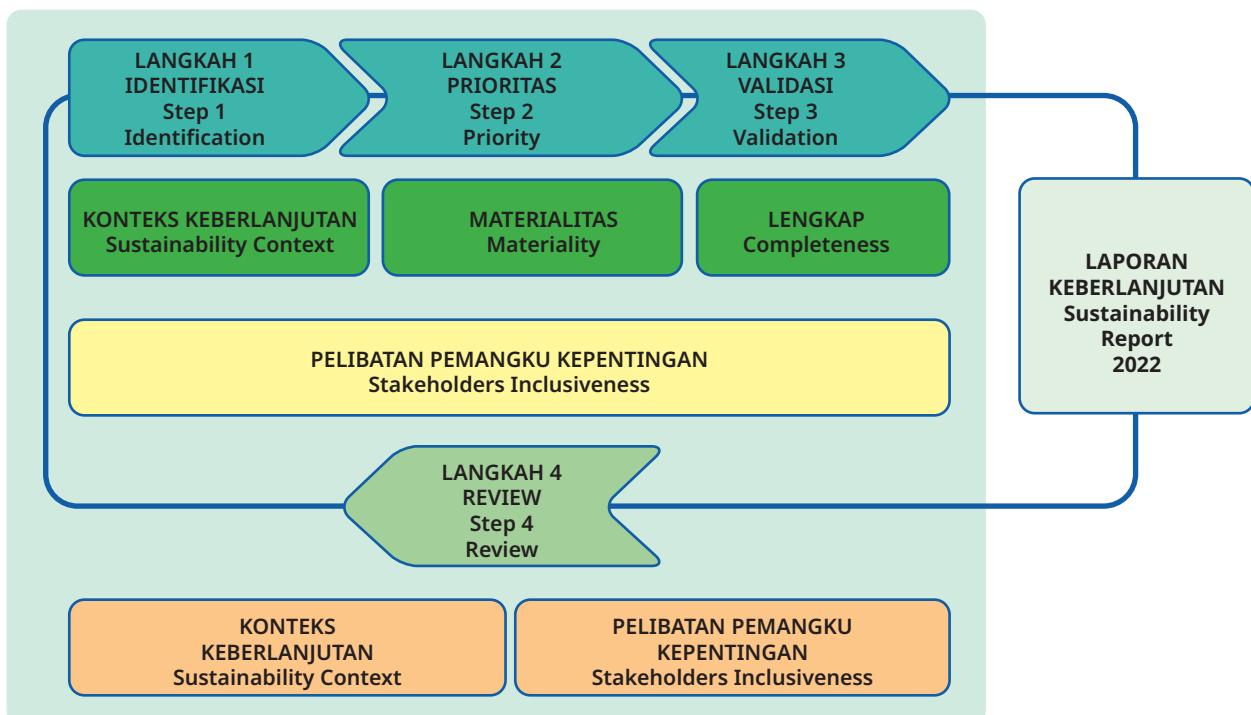 LANGKAH 1
IDENTIFIKASI
Step 1
Identification
LANGKAH 2
PRIORITAS
Step 2
Priority
LANGKAH 3
VALIDASI
Step 3
Validation
KONTEKS KEBERLANJUTAN
Sustainability Context
MATERIALITAS
Materiality
LENGKAP
Completeness
LAPORAN
KEBERLANJUTAN
Sustainability
Report
2022
PELIBATAN PEMANGKU KEPENTINGAN
Stakeholders Inclusiveness
LANGKAH 4
REVIEW
Step 4
Review
KONTEKS
KEBERLANJUTAN
Sustainability Context
PELIBATAN PEMANGKU
KEPENTINGAN
Stakeholders Inclusiveness